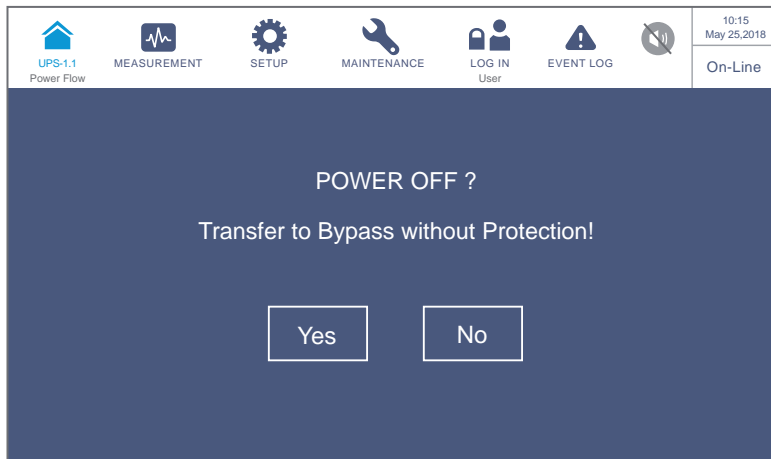 UPS-1.1
Power Flow
MEASUREMENT
SETUP
MAINTENANCE
LOG IN
User
EVENT LOG
10:15
May 25,2018
On-Line
POWER OFF ?
Transfer to Bypass without Protection!
Yes
No